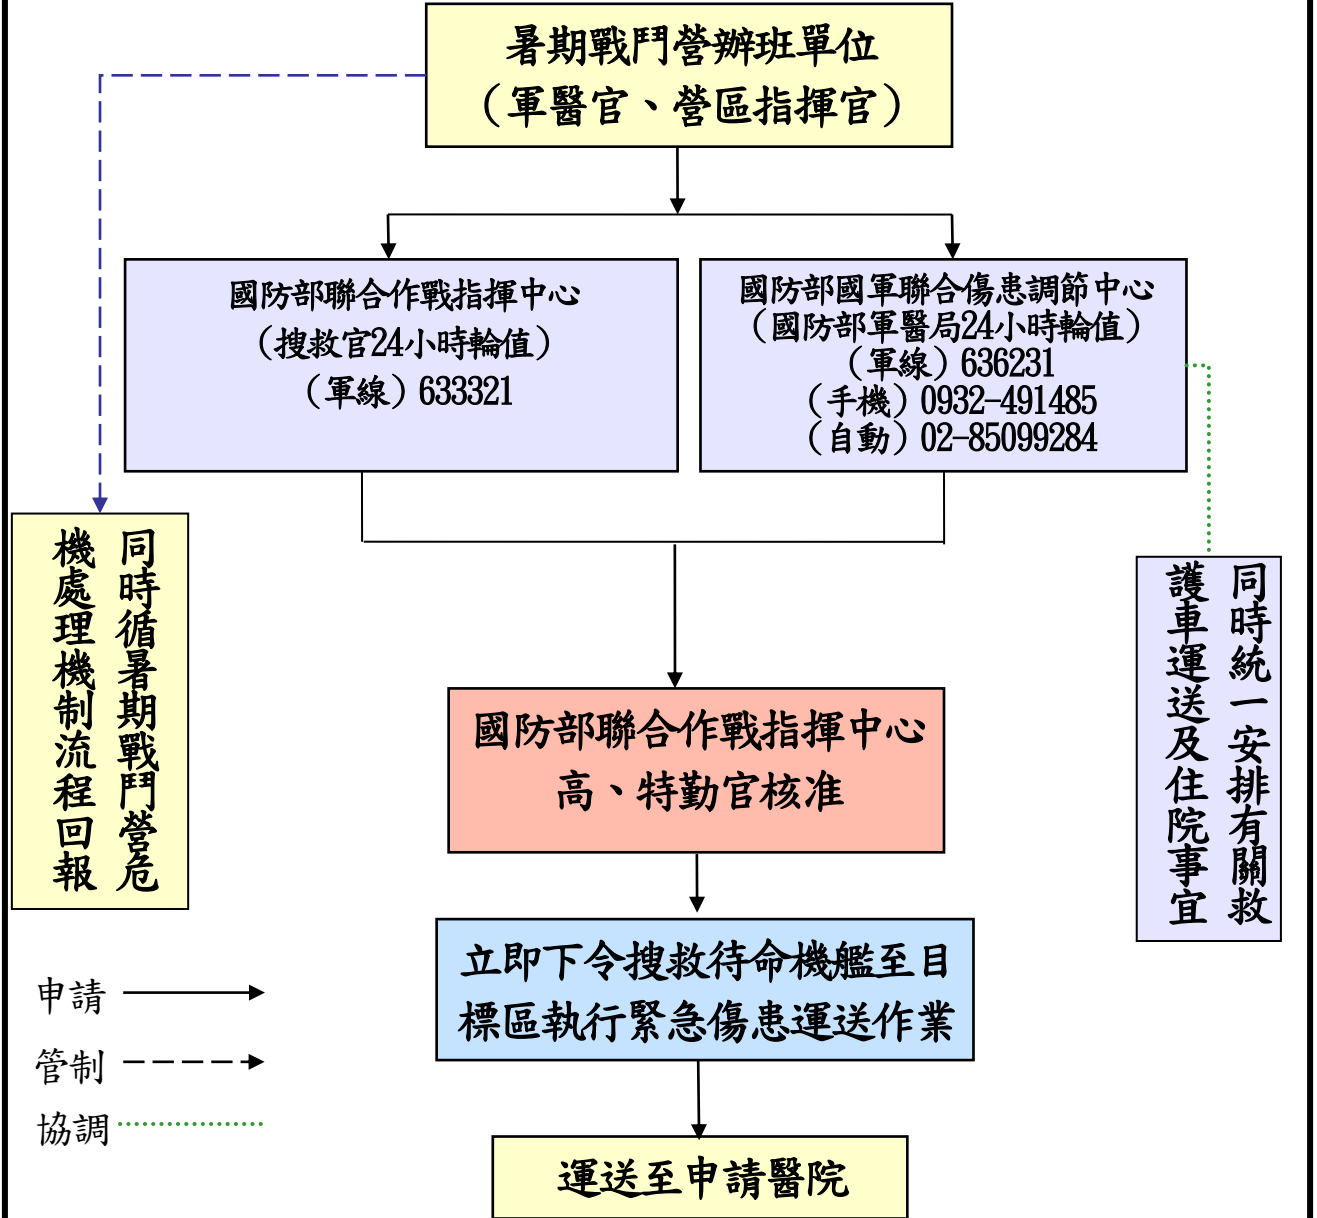 暑期戰鬥營辦班單位
（軍醫官、營區指揮官）
國防部聯合作戰指揮中心
（搜救官24小時輪值）
（軍線）633321
國防部國軍聯合傷患調節中心
（國防部軍醫局24小時輪值）
（軍線）636231
（手機）0932-491485
（自動）02-85099284
同時循暑期戰鬥營危
機處理機制流程回報
同時統一安排有關救
護車運送及住院事宜
國防部聯合作戰指揮中心
高、特勤官核准
立即下令搜救待命機艦至目
標區執行緊急傷患運送作業
運送至申請醫院
申請
管制
協調